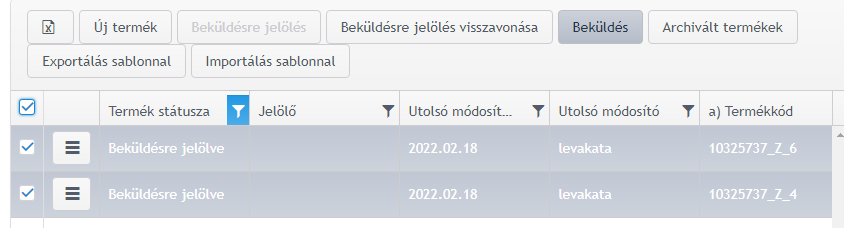 Új termék Beküldésre jelölés Beküldésre jelölés visszavonása Beküldés Archivált termékek
Exportálás sablonnal Importálás sablonnal
Termék státusza Jelölő Utolsó módosít... Utolsó módosító a) Termékkód
Beküldésre jelölve 2022.02.18 levakata 10325737_Z_6
Beküldésre jelölve 2022.02.18 levakata 10325737_Z_4